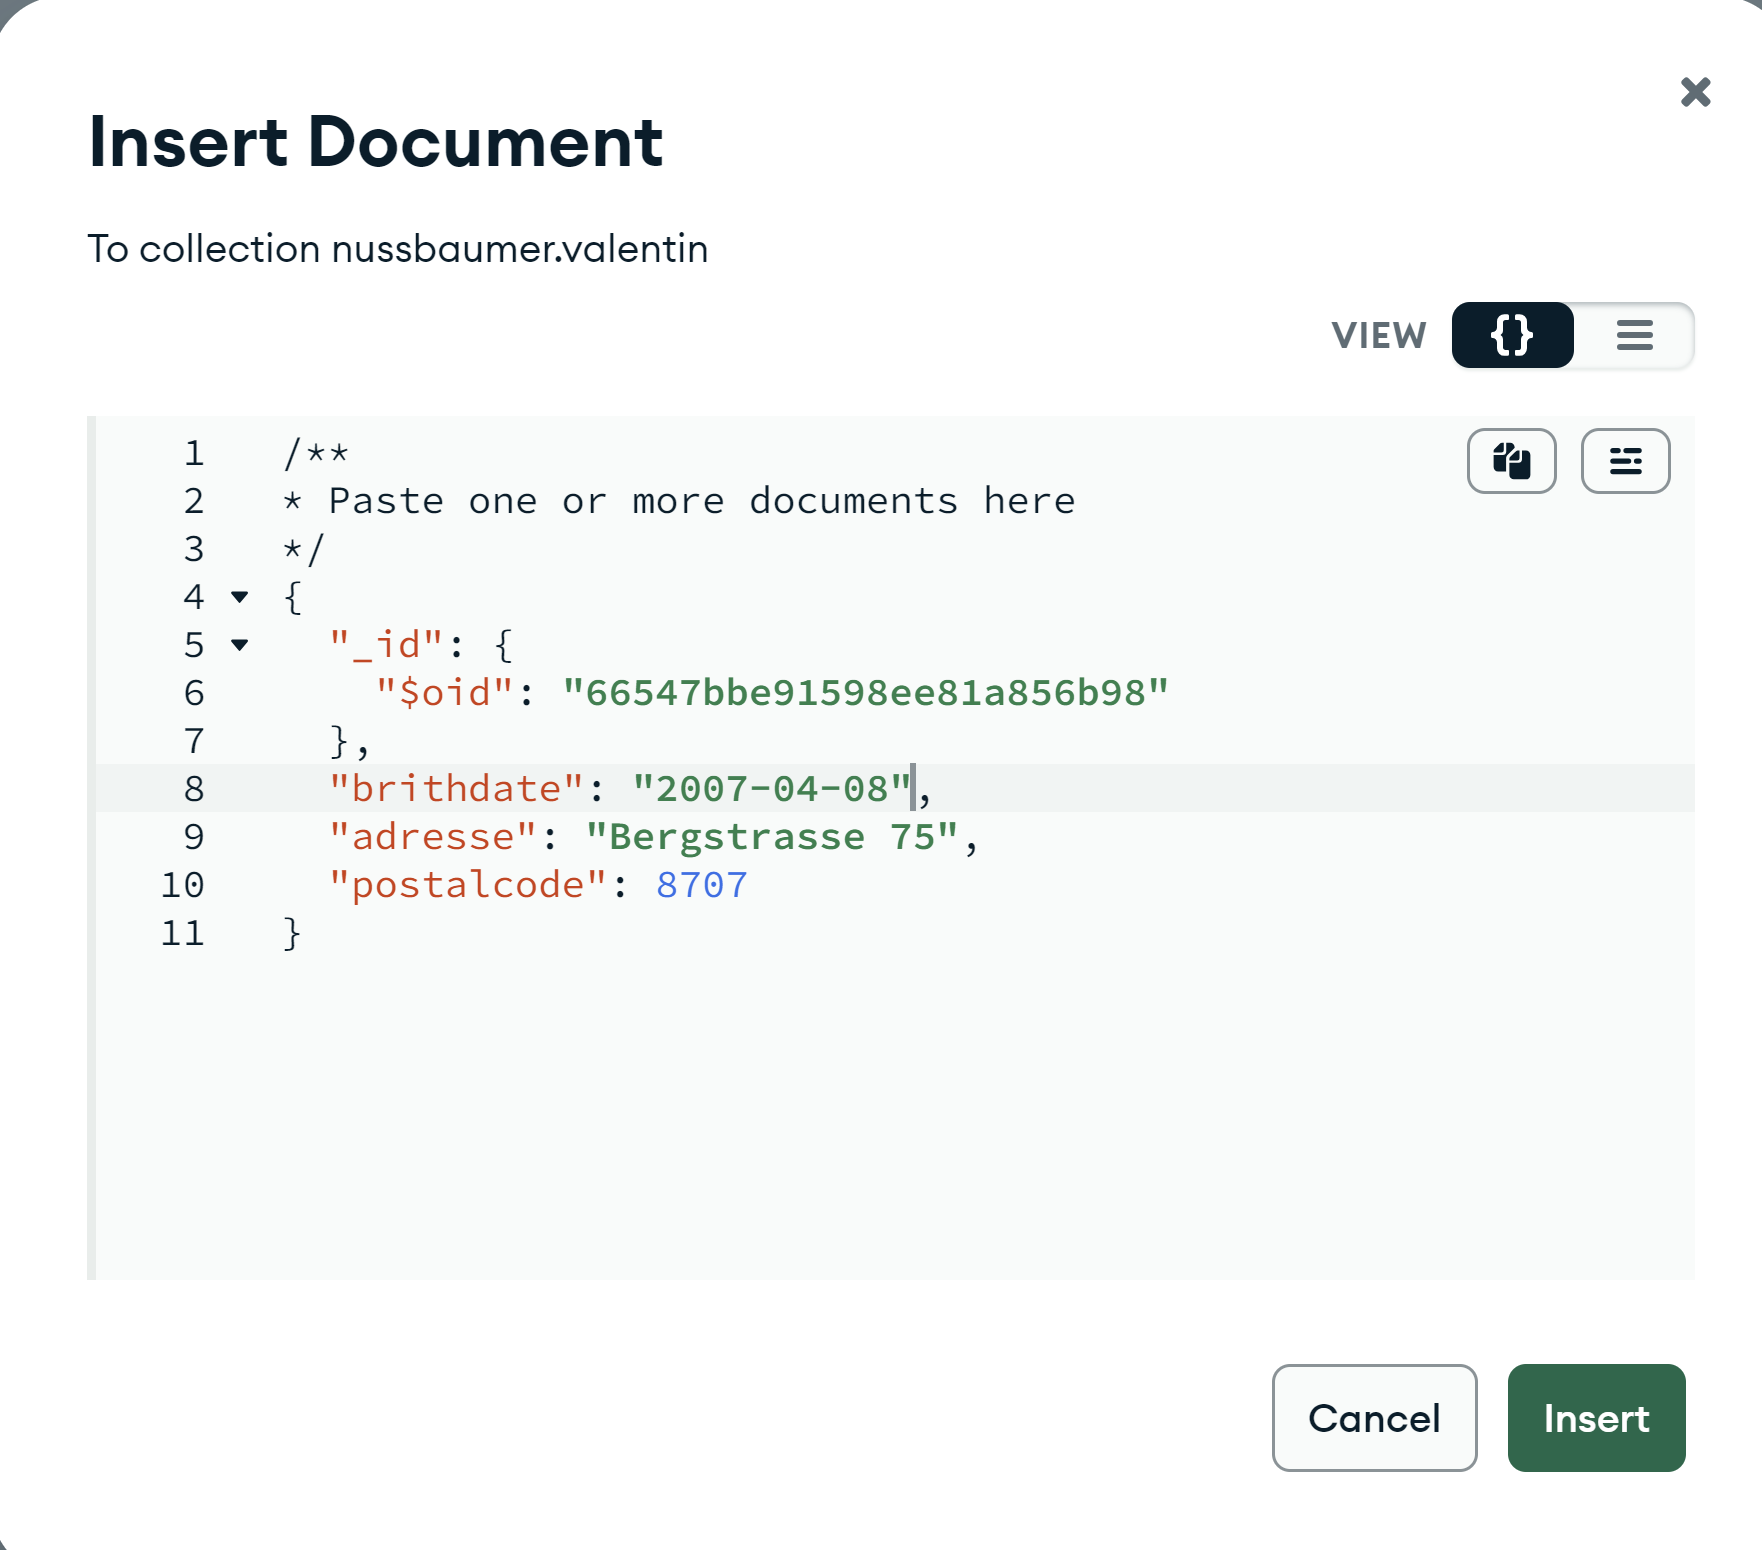 Insert Document
To collection nussbaumer.valentin
VIEW
1 /**
2 * Paste one or more documents here
3 */
4 {
5 "_id": {
6 "$oid": "66547bbe91598ee81a856b98"
7 },
8 "brithdate": "2007-04-08",
9 "adresse": "Bergstrasse 75",
10 "postalcode": 8707
11 }
Cancel Insert